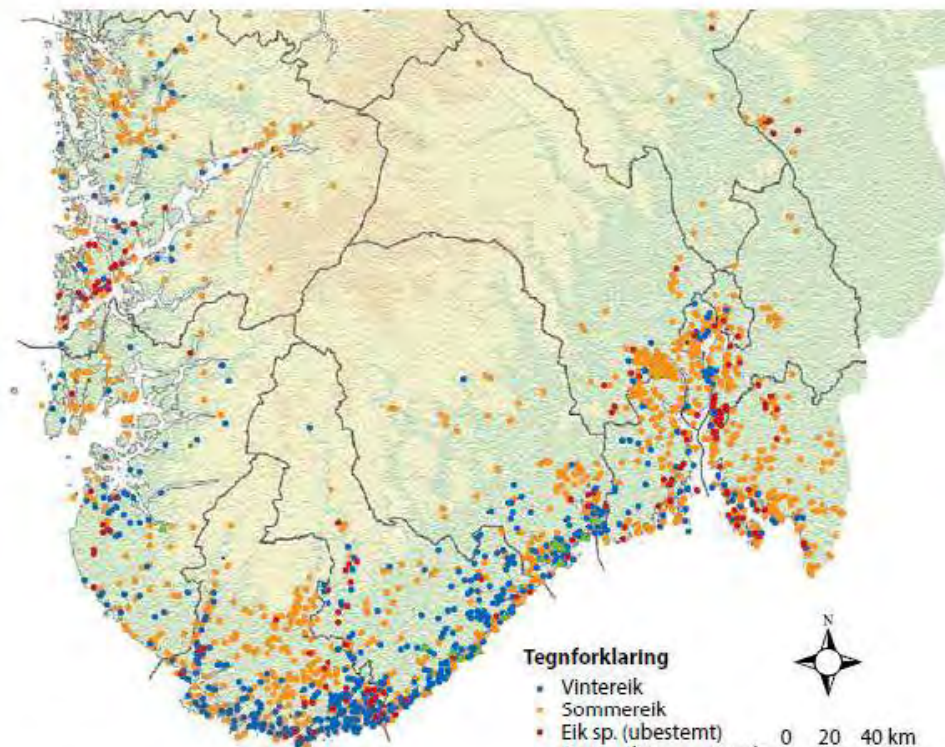 N
Tegnforklaring
Vintereik
Sommereik
Eik sp. (ubestemt)
0 20 40 km